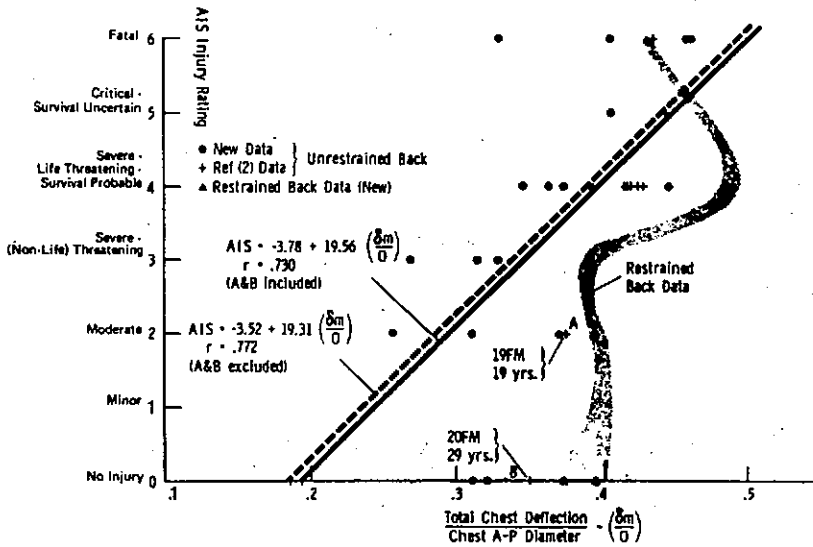 AIS Injury Rating
Fatal 6
Critical -
Survival Uncertain 5
Severe -
Life Threatening -
Survival Probable 4
Severe -
(Non-Life) Threatening 3
Moderate 2
Minor 1
No Injury 0
● New Data
+ Ref (2) Data } Unrestrained Back
▲ Restrained Back Data (New)
AIS = -3.78 + 19.56 (δm/D)
r = .730
(A&B included)
AIS = -3.52 + 19.31 (δm/D)
r = .772
(A&B excluded)
Restrained
Back Data
A
19FM
19 yrs.
20FM
29 yrs.
B
.1 .2 .3 .4 .5
Total Chest Deflection
Chest A-P Diameter - (δm/D)